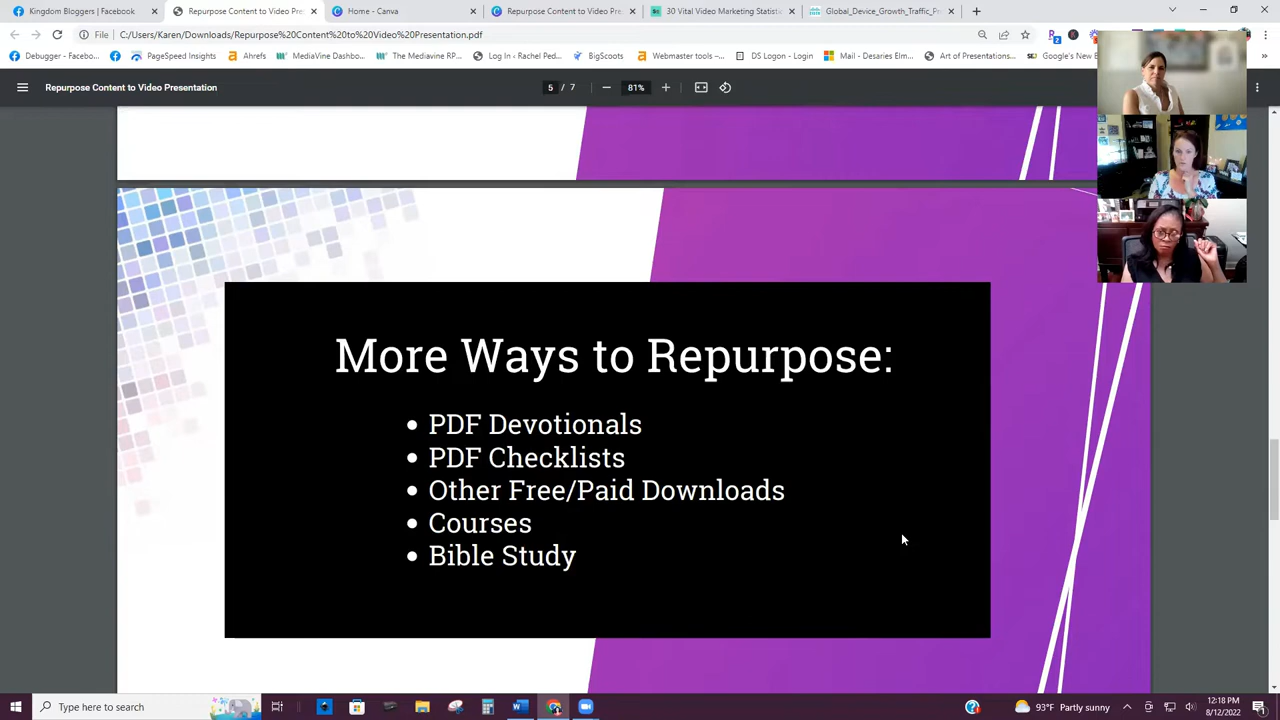 Kingdom Bloggers | Facebook
Repurpose Content to Video Pre
Home - Canva
Repurpose Content to Video Pre
30 Vital Video Marketing Statisti
Global_Device_Growth_Traffic_P
File
C:/Users/Karen/Downloads/Repurpose%20Content%20to%20Video%20Presentation.pdf
Debugger - Faceboo...
PageSpeed Insights
Ahrefs
MediaVine Dashbo...
The Mediavine RP...
Log In ‹ Rachel Ped...
BigScoots
Webmaster tools –...
DS Logon - Login
Mail - Desaries Elm...
Art of Presentations...
Google's New B
Repurpose Content to Video Presentation
5 / 7
81%
More Ways to Repurpose:
• PDF Devotionals
• PDF Checklists
• Other Free/Paid Downloads
• Courses
• Bible Study
Type here to search
93°F Partly sunny
12:18 PM
8/12/2022